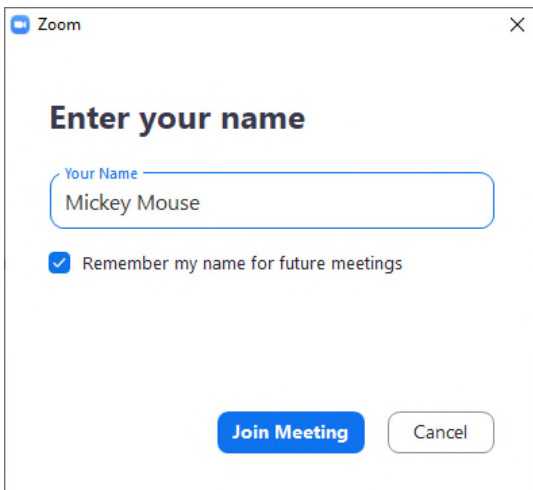 Zoom
Enter your name
Your Name
Mickey Mouse
Remember my name for future meetings
Join Meeting Cancel